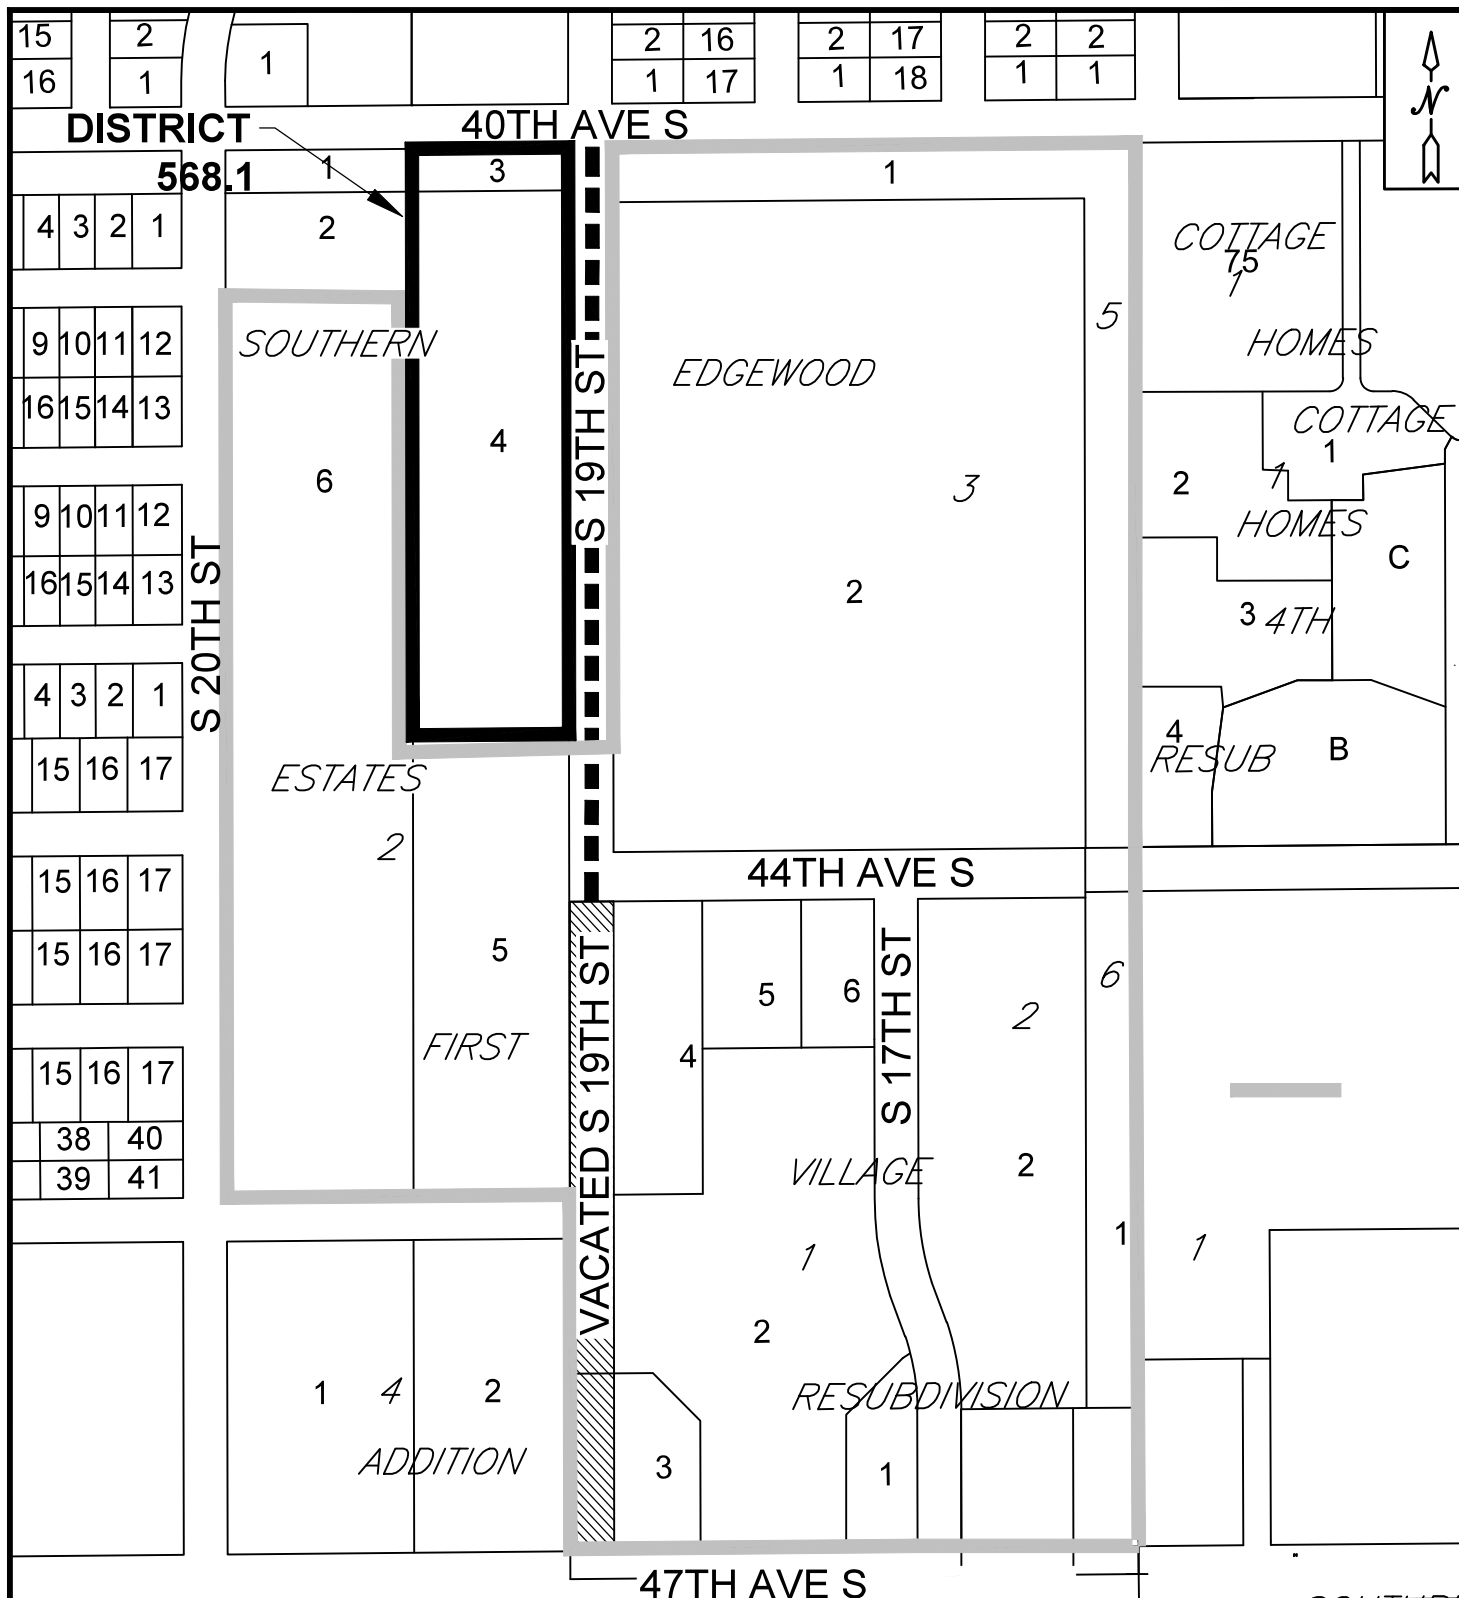 15 2 1 2 16 2 17 2 2
16 1 1 17 1 18 1 1
N
DISTRICT 40TH AVE S
568.1 1 3 1
4 3 2 1 2 COTTAGE
75
1
5
9 10 11 12 SOUTHERN HOMES
S 19TH ST
EDGEWOOD
16 15 14 13 4 COTTAGE
1
6 3 2 1
9 10 11 12 HOMES
C
16 15 14 13 2
S 20TH ST
3 4TH
4 3 2 1
4
15 16 17 ESTATES RESUB B
2
15 16 17 44TH AVE S
15 16 17 5 5 6 6
VACATED S 19TH ST
S 17TH ST
2
FIRST 4
15 16 17
38 40
39 41
VILLAGE 2
1 1 1
2
1 4 2 RESUBDIVISION
ADDITION 3 1
47TH AVE S